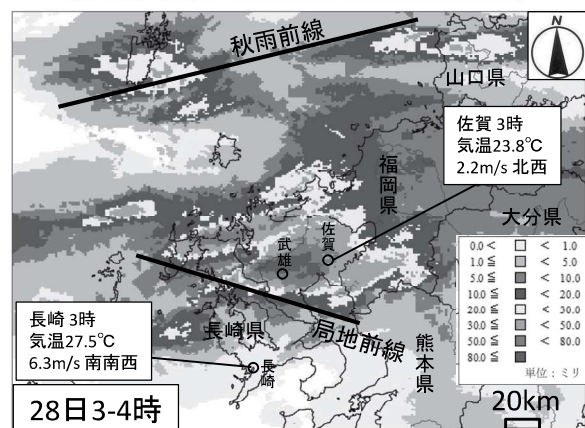 秋雨前線
N
山口県
佐賀 3時
気温23.8℃
2.2m/s 北西
福岡県
大分県
佐賀
武雄
0.0 < < 1.0
1.0 ≦ < 5.0
5.0 ≦ < 10.0
10.0 ≦ < 20.0
20.0 ≦ < 30.0
30.0 ≦ < 50.0
50.0 ≦ < 80.0
80.0 ≦
単位：ミリ
長崎 3時
気温27.5℃
6.3m/s 南南西
長崎県
局地前線
熊本県
長崎
28日3-4時
20km